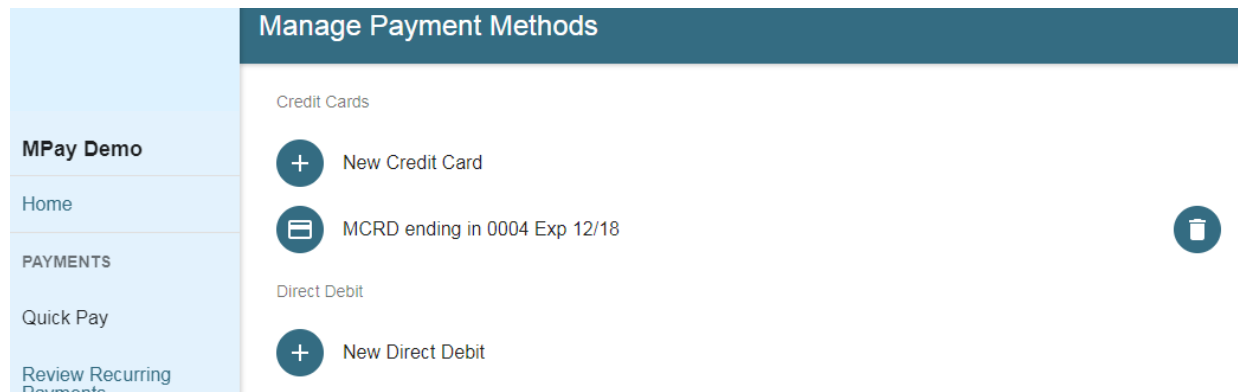 Manage Payment Methods
MPay Demo
Home
PAYMENTS
Quick Pay
Review Recurring
Payments
Credit Cards
New Credit Card
MCRD ending in 0004 Exp 12/18
Direct Debit
New Direct Debit